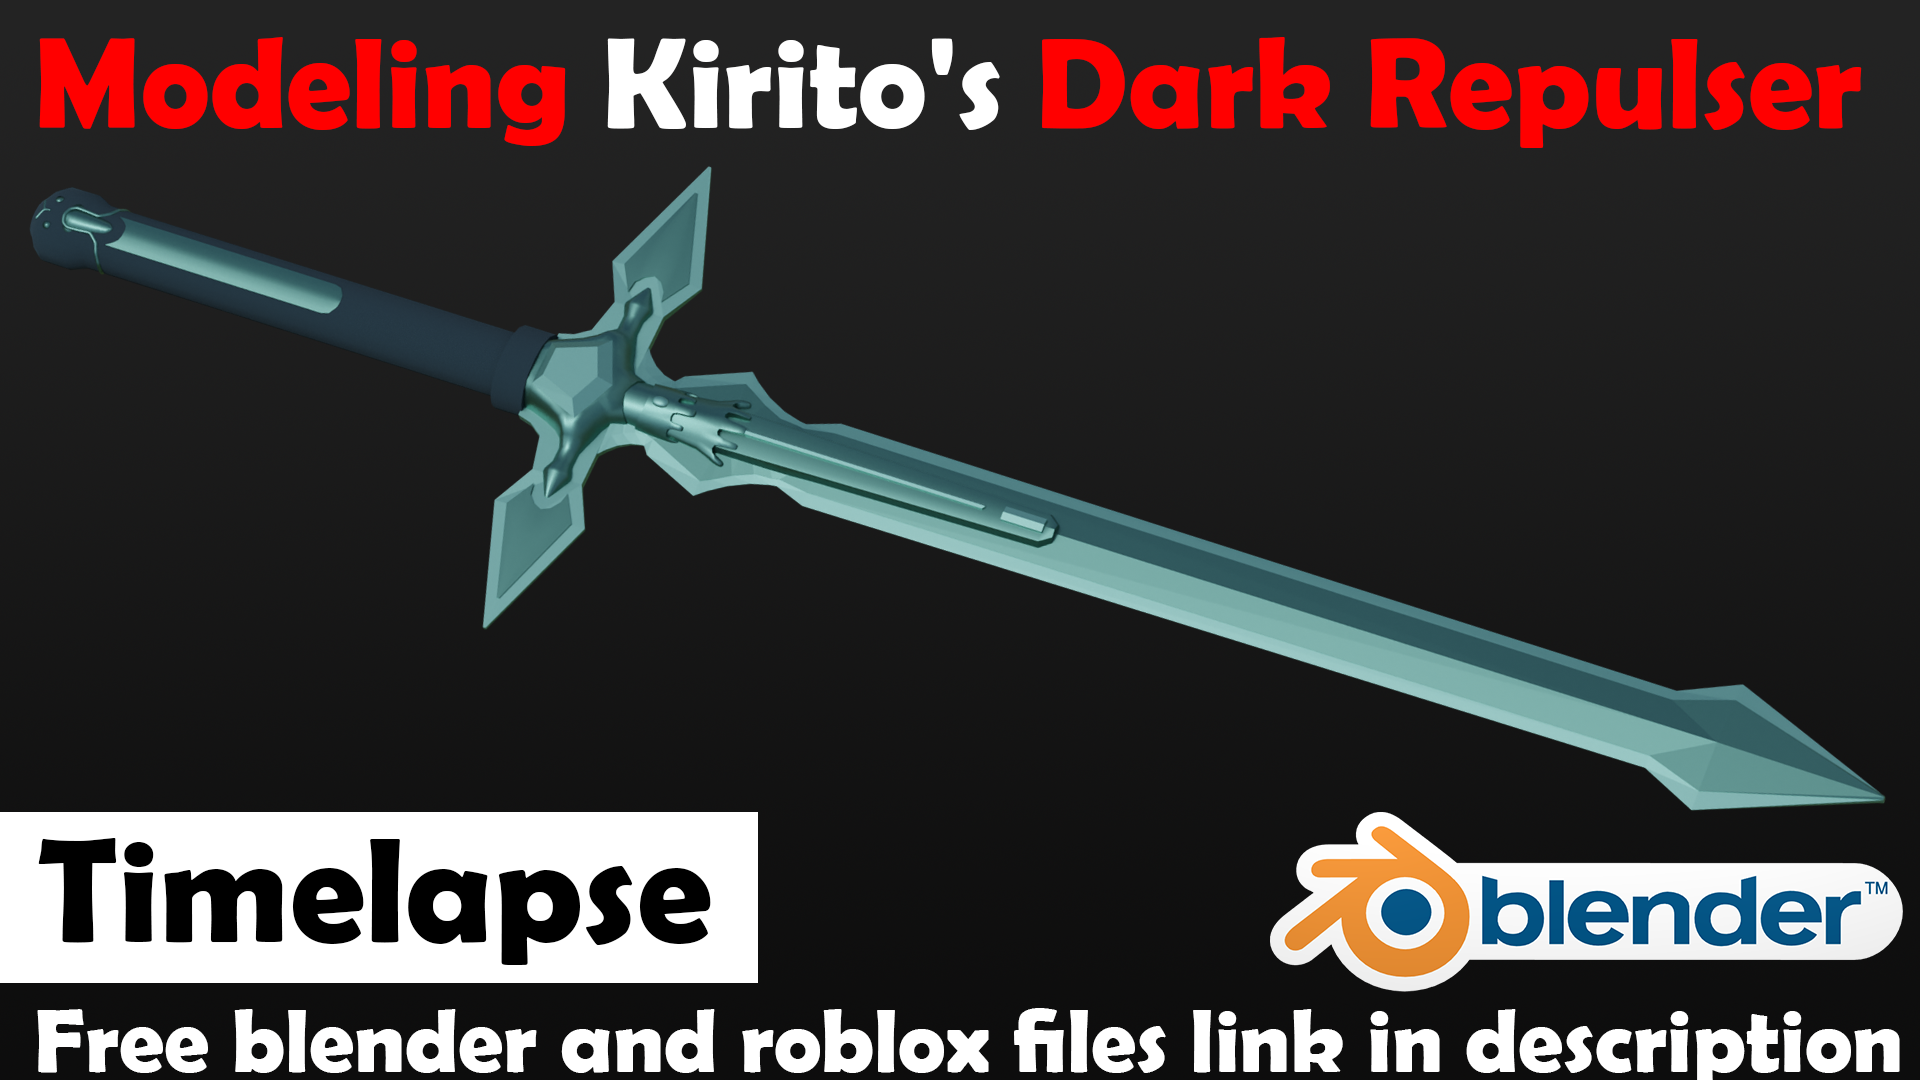 Modeling Kirito's Dark Repulser
Timelapse
blender™
Free blender and roblox files link in description